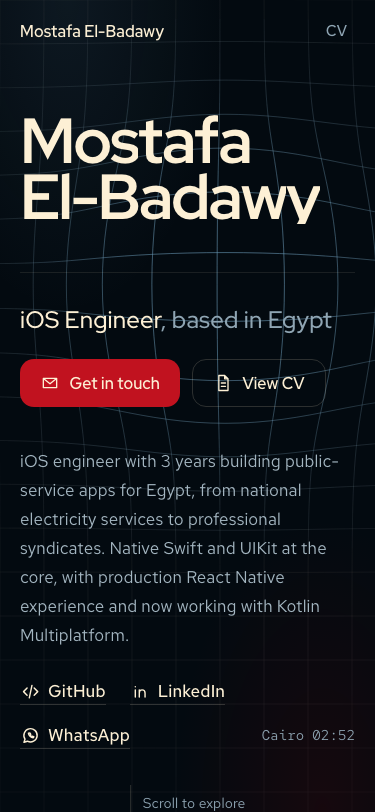 Mostafa El-Badawy
CV
Mostafa
El-Badawy
iOS Engineer, based in Egypt
Get in touch
View CV
iOS engineer with 3 years building public-
service apps for Egypt, from national
electricity services to professional
syndicates. Native Swift and UIKit at the
core, with production React Native
experience and now working with Kotlin
Multiplatform.
GitHub
in LinkedIn
WhatsApp
Cairo 02:52
Scroll to explore